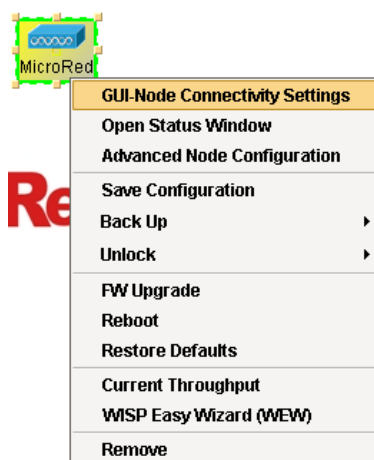 MicroRed
GUI-Node Connectivity Settings
Open Status Window
Advanced Node Configuration
Re
Save Configuration
Back Up
Unlock
FW Upgrade
Reboot
Restore Defaults
Current Throughput
WISP Easy Wizard (WEW)
Remove